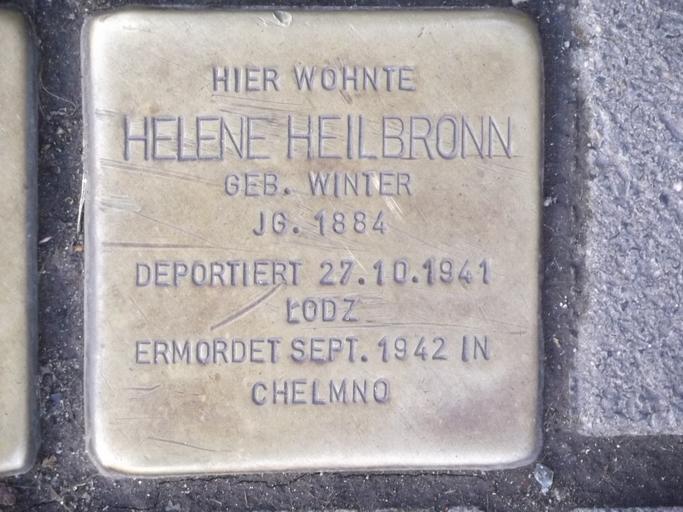 HIER WOHNTE
HELENE HEILBRONN
GEB. WINTER
JG. 1884
DEPORTIERT 27.10.1941
ŁODZ
ERMORDET SEPT. 1942 IN
CHELMNO